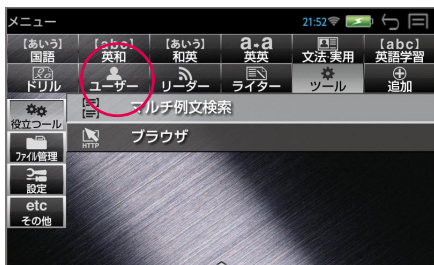 メニュー
21:52
【あいう】
国語
【abc】
英和
【あいう】
和英
a-a
英英
文法·実用
【abc】
英語学習
ドリル
ユーザー
リーダー
ライター
ツール
追加
役立つール
マルチ例文検索
HTTP
ブラウザ
ファイル管理
設定
etc
その他